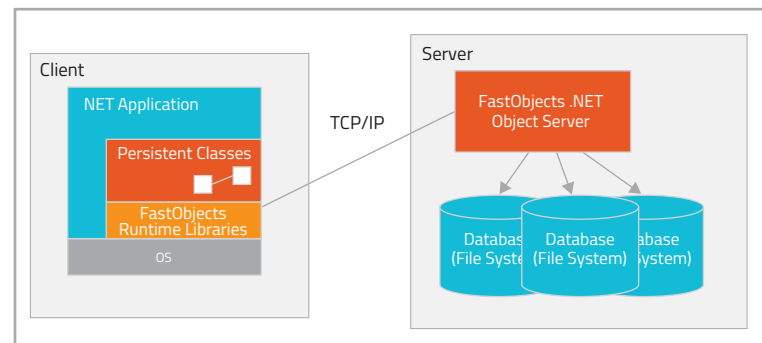 Client
NET Application
Persistent Classes
FastObjects
Runtime Libraries
OS
TCP/IP
Server
FastObjects .NET
Object Server
Database
(File System)